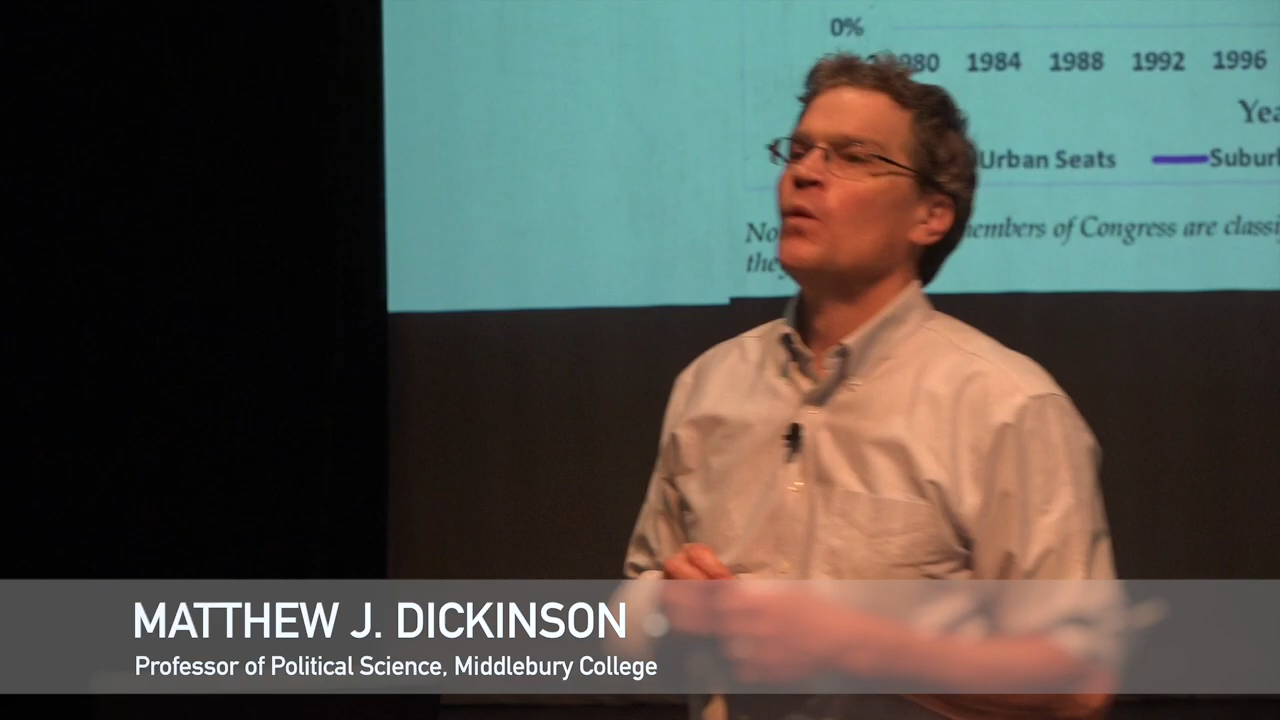 0%
1984 1988 1992 1996
Urban Seats
members of Congress are
MATTHEW J. DICKINSON
Professor of Political Science, Middlebury College